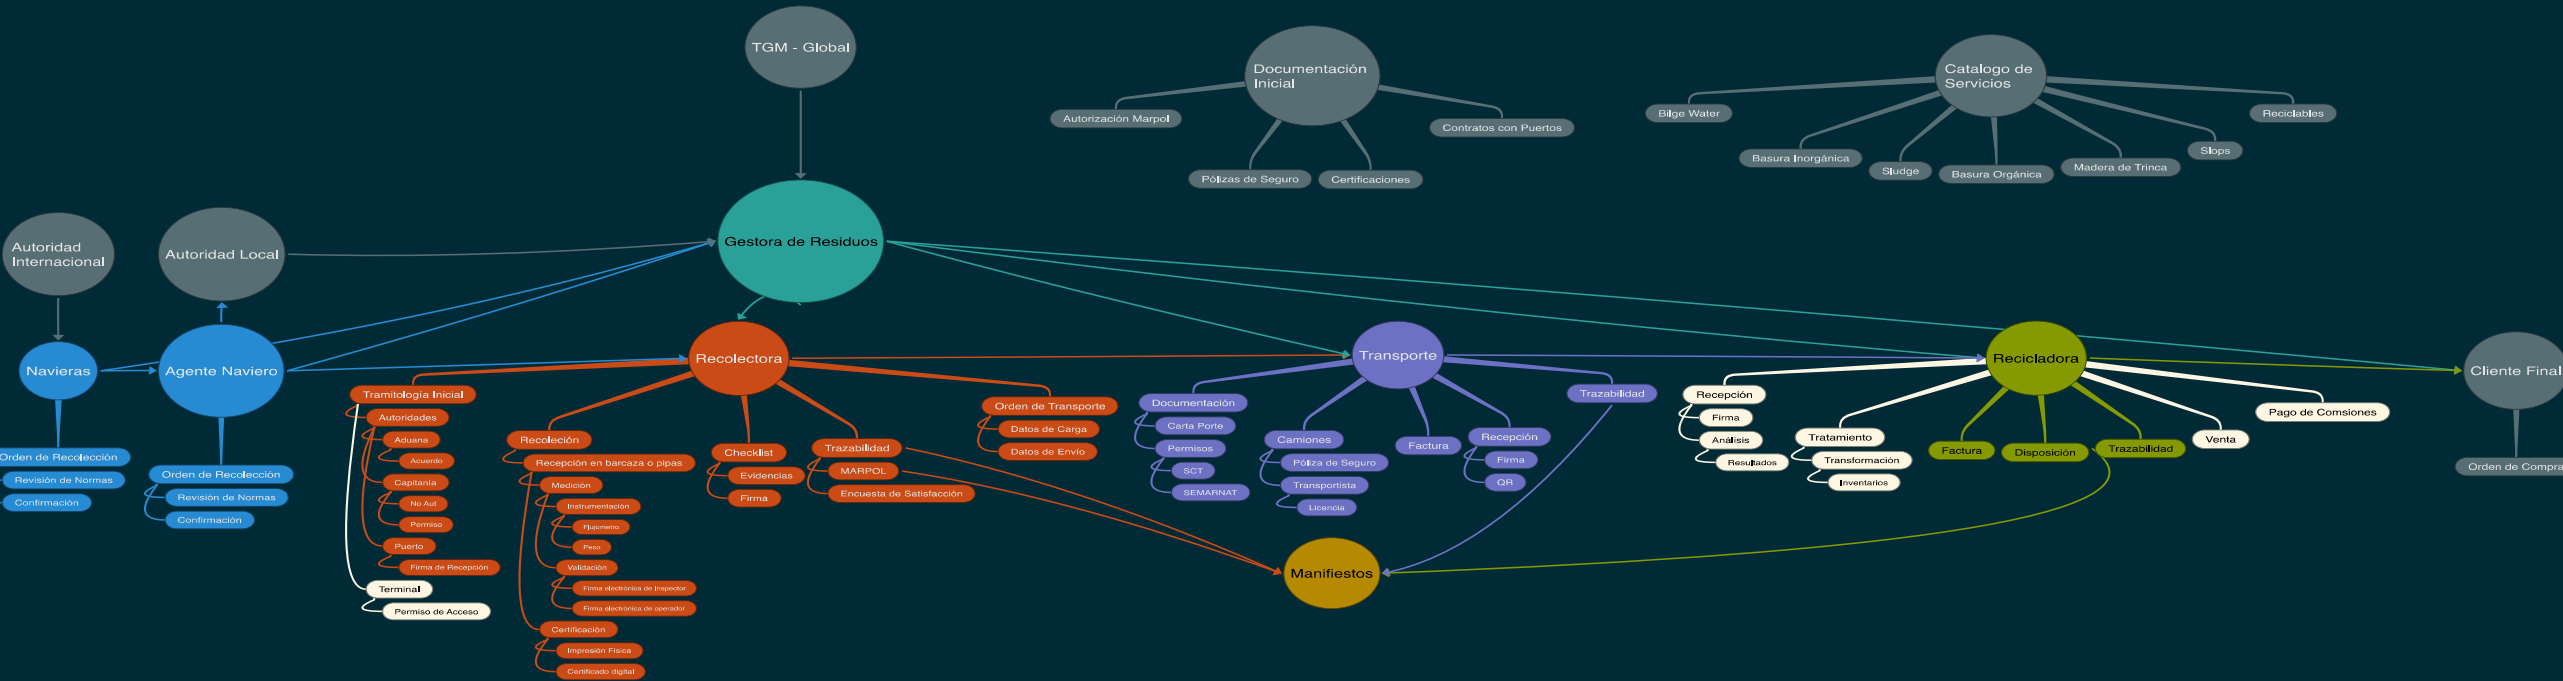 TGM - Global
Documentación
Inicial
Autorización Marpol
Pólizas de Seguro
Certificaciones
Contratos con Puertos
Catalogo de
Servicios
Bilge Water
Basura Inorgánica
Sludge
Basura Orgánica
Madera de Trinca
Slops
Reciclables
Autoridad
Internacional
Autoridad Local
Gestora de Residuos
Navieras
Orden de Recolección
Revisión de Normas
Confirmación
Agente Naviero
Orden de Recolección
Revisión de Normas
Confirmación
Recolectora
Tramitología Inicial
Autoridades
Aduana
Acuerdo
Capitanía
No Aut
Permiso
Puerto
Firma de Recepción
Terminal
Permiso de Acceso
Recoleción
Recepción en barcaza o pipas
Medición
Instrumentación
Flujometro
Peso
Validación
Firma electrónica de Inspector
Firma electrónica de operador
Certificación
Impresión Física
Certificado digital
Checklist
Evidencias
Firma
Trazabilidad
MARPOL
Encuesta de Satisfacción
Orden de Transporte
Datos de Carga
Datos de Envío
Transporte
Documentación
Carta Porte
Permisos
SCT
SEMARNAT
Camiones
Póliza de Seguro
Transportista
Licencia
Factura
Recepción
Firma
QR
Trazabilidad
Manifiestos
Recicladora
Recepción
Firma
Análisis
Resultados
Tratamiento
Transformación
Inventarios
Factura
Disposición
Trazabilidad
Venta
Pago de Comsiones
Cliente Final
Orden de Compra